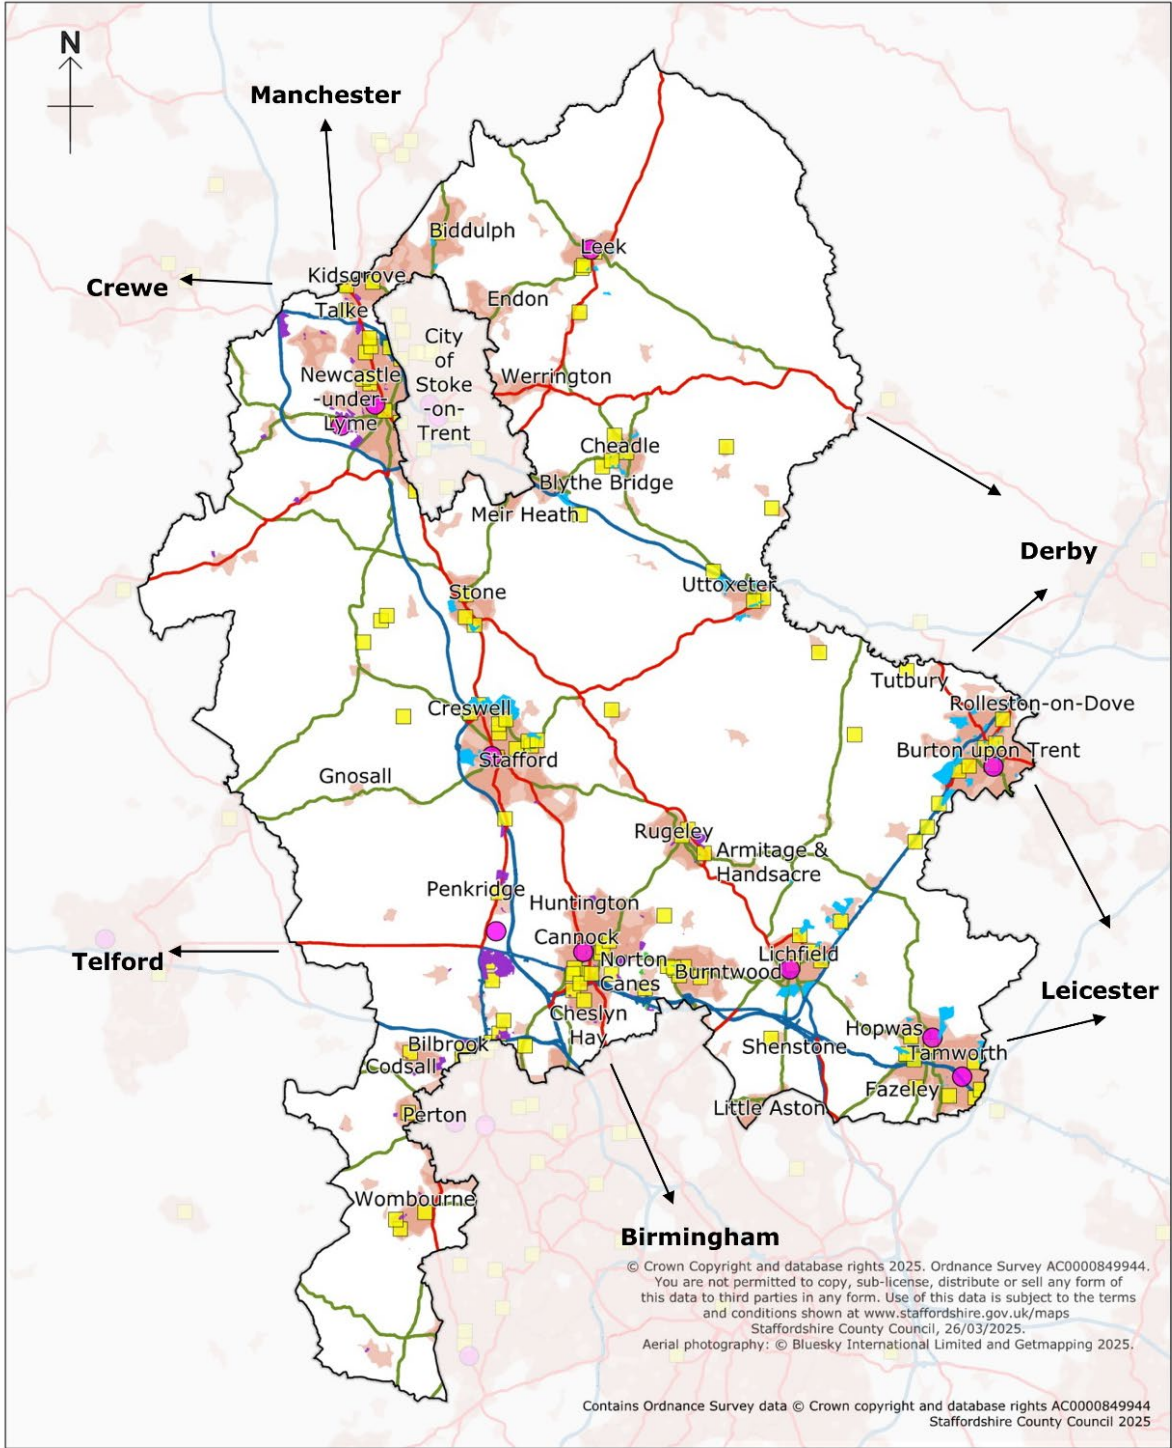 N
Manchester
Biddulph
Leek
Kidsgrove
Crewe
Endon
Talke
City
of
Stoke
-on-
Trent
Newcastle
-under-
Lyme
Werrington
Cheadle
Blythe Bridge
Meir Heath
Derby
Uttoxeter
Stone
Tutbury
Rolleston-on-Dove
Creswell
Burton upon Trent
Stafford
Gnosall
Rugeley
Armitage &
Handsacre
Penkridge
Huntington
Cannock
Lichfield
Telford
Norton
Canes
Burntwood
Leicester
Cheslyn
Hay
Hopwas
Bilbrook
Shenstone
Tamworth
Codsall
Fazeley
Little Aston
Perton
Wombourne
Birmingham
© Crown Copyright and database rights 2025. Ordnance Survey AC0000849944.
You are not permitted to copy, sub-license, distribute or sell any form of
this data to third parties in any form. Use of this data is subject to the terms
and conditions shown at www.staffordshire.gov.uk/maps
Staffordshire County Council, 26/03/2025.
Aerial photography: © Bluesky International Limited and Getmapping 2025.
Contains Ordnance Survey data © Crown copyright and database rights AC0000849944
Staffordshire County Council 2025